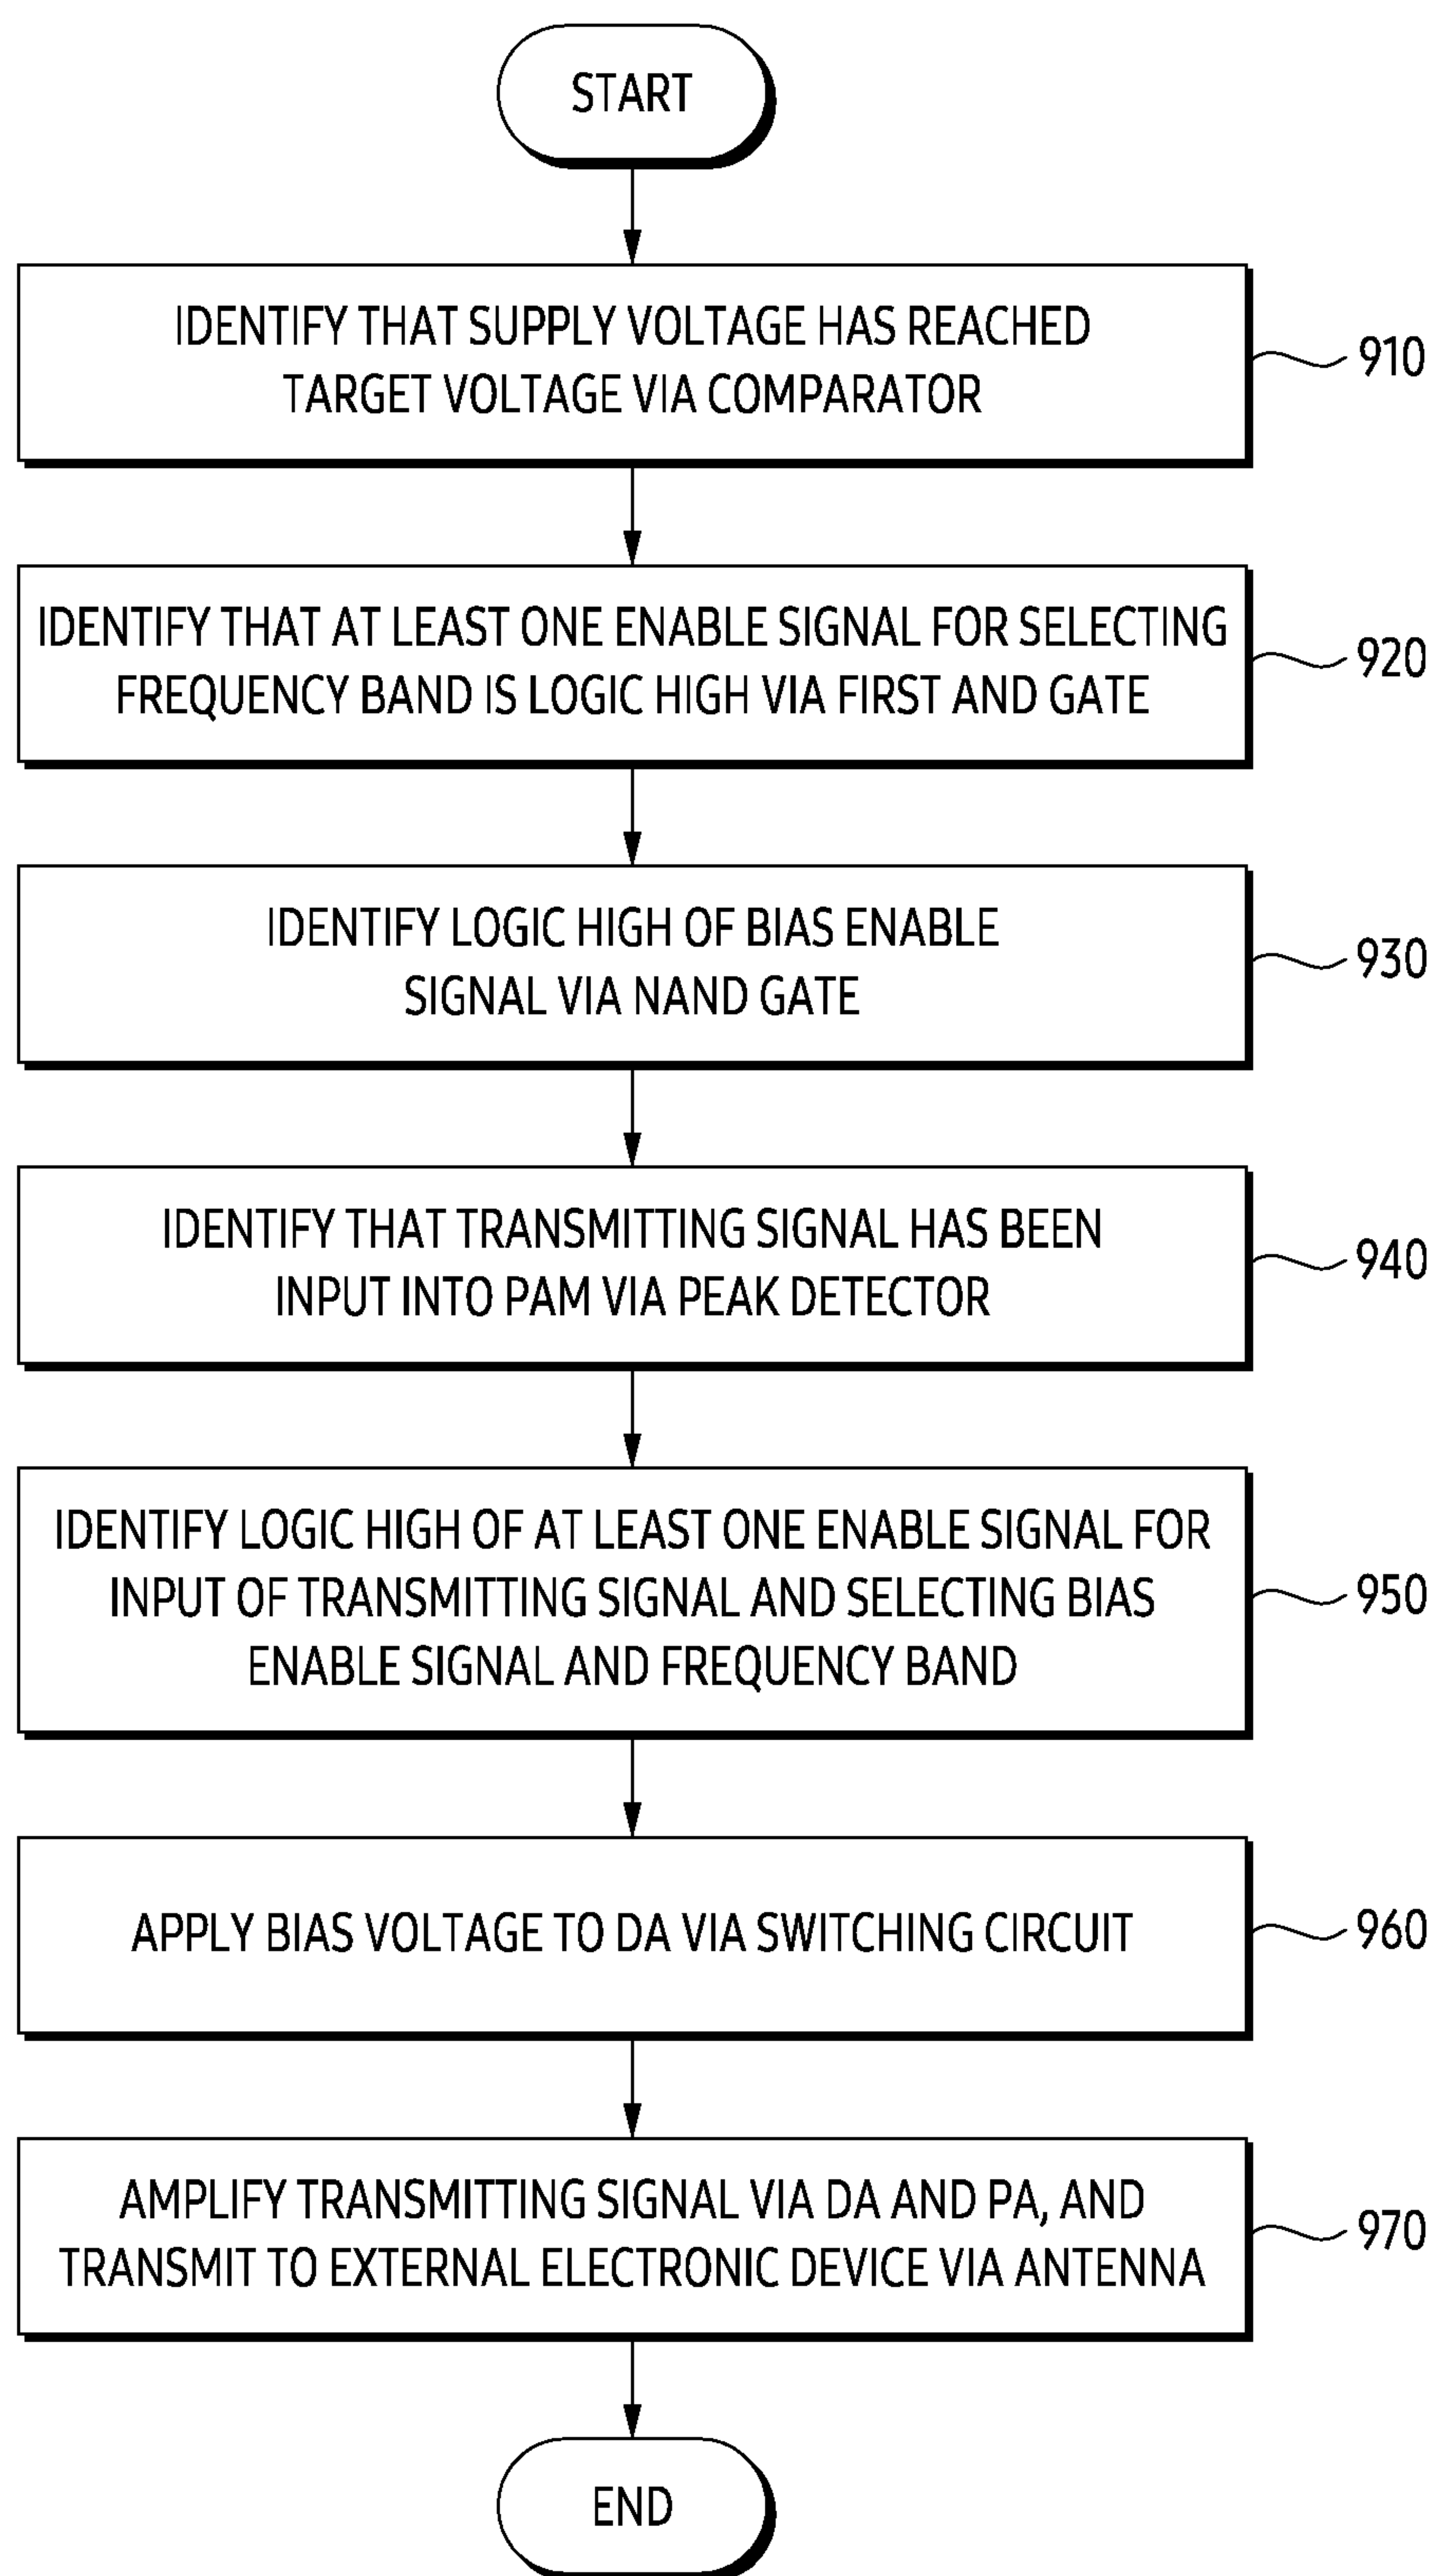 START
IDENTIFY THAT SUPPLY VOLTAGE HAS REACHED
TARGET VOLTAGE VIA COMPARATOR
910
IDENTIFY THAT AT LEAST ONE ENABLE SIGNAL FOR SELECTING
FREQUENCY BAND IS LOGIC HIGH VIA FIRST AND GATE
920
IDENTIFY LOGIC HIGH OF BIAS ENABLE
SIGNAL VIA NAND GATE
930
IDENTIFY THAT TRANSMITTING SIGNAL HAS BEEN
INPUT INTO PAM VIA PEAK DETECTOR
940
IDENTIFY LOGIC HIGH OF AT LEAST ONE ENABLE SIGNAL FOR
INPUT OF TRANSMITTING SIGNAL AND SELECTING BIAS
ENABLE SIGNAL AND FREQUENCY BAND
950
APPLY BIAS VOLTAGE TO DA VIA SWITCHING CIRCUIT
960
AMPLIFY TRANSMITTING SIGNAL VIA DA AND PA, AND
TRANSMIT TO EXTERNAL ELECTRONIC DEVICE VIA ANTENNA
970
END